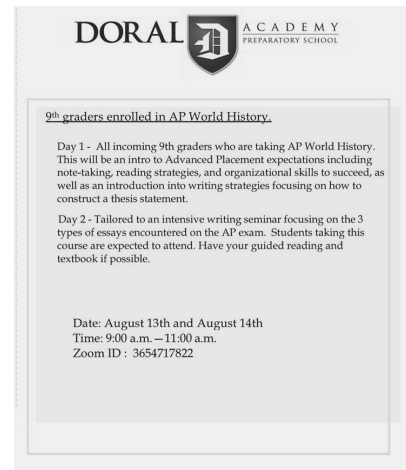 DORAL D ACADEMY
PREPARATORY SCHOOL
9th graders enrolled in AP World History.
Day 1 - All incoming 9th graders who are taking AP World History.
This will be an intro to Advanced Placement expectations including
note-taking, reading strategies, and organizational skills to succeed, as
well as an introduction into writing strategies focusing on how to
construct a thesis statement.
Day 2 - Tailored to an intensive writing seminar focusing on the 3
types of essays encountered on the AP exam. Students taking this
course are expected to attend. Have your guided reading and
textbook if possible.
Date: August 13th and August 14th
Time: 9:00 a.m. — 11:00 a.m.
Zoom ID : 3654717822